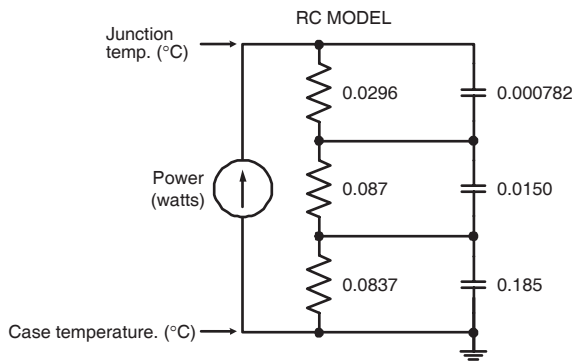 RC MODEL
Junction
temp. (°C)
0.0296
0.000782
Power
(watts)
0.087
0.0150
0.0837
0.185
Case temperature. (°C)